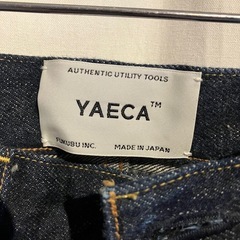 AUTHENTIC UTILITY TOOLS
YAECA™
FUKUBU INC. MADE IN JAPAN